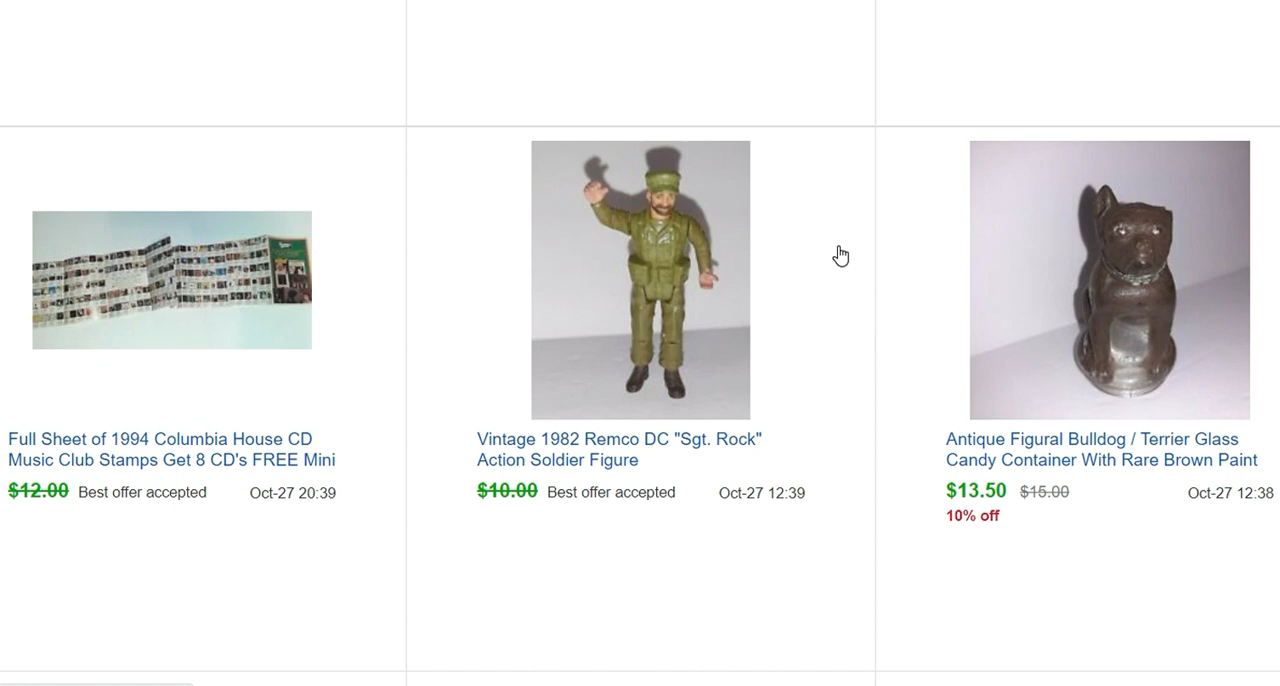 Full Sheet of 1994 Columbia House CD
Music Club Stamps Get 8 CD's FREE Mini
$12.00 Best offer accepted Oct-27 20:39
Vintage 1982 Remco DC "Sgt. Rock"
Action Soldier Figure
$10.00 Best offer accepted Oct-27 12:39
Antique Figural Bulldog / Terrier Glass
Candy Container With Rare Brown Paint
$13.50 $15.00 Oct-27 12:38
10% off